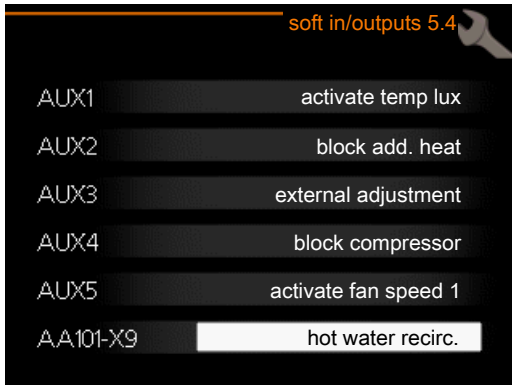 soft in/outputs 5.4
AUX1 activate temp lux
AUX2 block add. heat
AUX3 external adjustment
AUX4 block compressor
AUX5 activate fan speed 1
AA101-X9 hot water recirc.